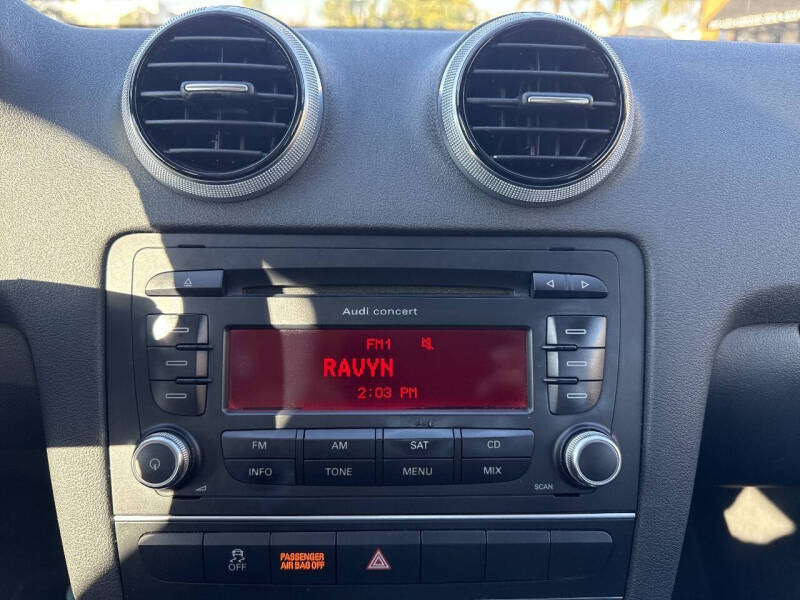 Audi concert
FM1
RAVYN
2:03 PM
FM AM SAT CD
INFO TONE MENU MIX
SCAN
OFF
PASSENGER
AIR BAG OFF